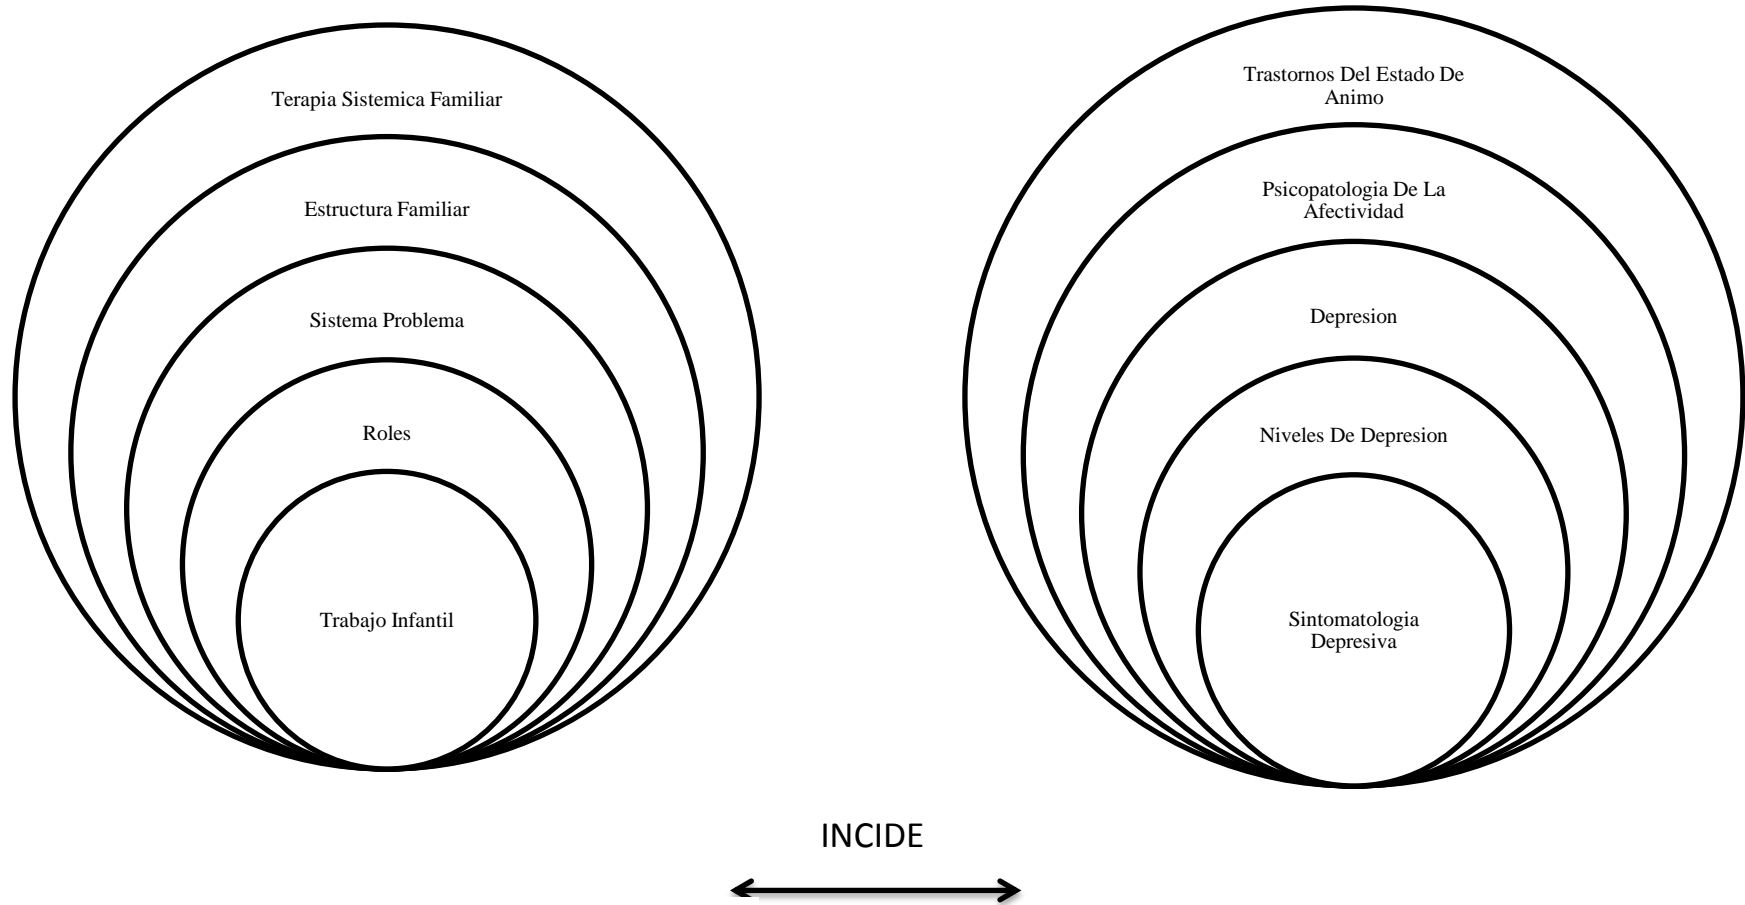 Terapia Sistemica Familiar
Estructura Familiar
Sistema Problema
Roles
Trabajo Infantil
Trastornos Del Estado De
Animo
Psicopatologia De La
Afectividad
Depresion
Niveles De Depresion
Sintomatologia
Depresiva
INCIDE